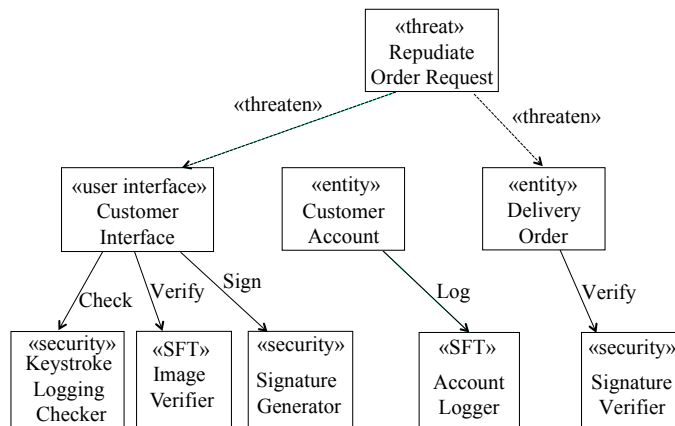 «threat»
Repudiate
Order Request
«threaten»
«threaten»
«user interface»
Customer
Interface
«entity»
Customer
Account
«entity»
Delivery
Order
Check
Verify
Sign
Log
Verify
«security»
Keystroke
Logging
Checker
«SFT»
Image
Verifier
«security»
Signature
Generator
«SFT»
Account
Logger
«security»
Signature
Verifier